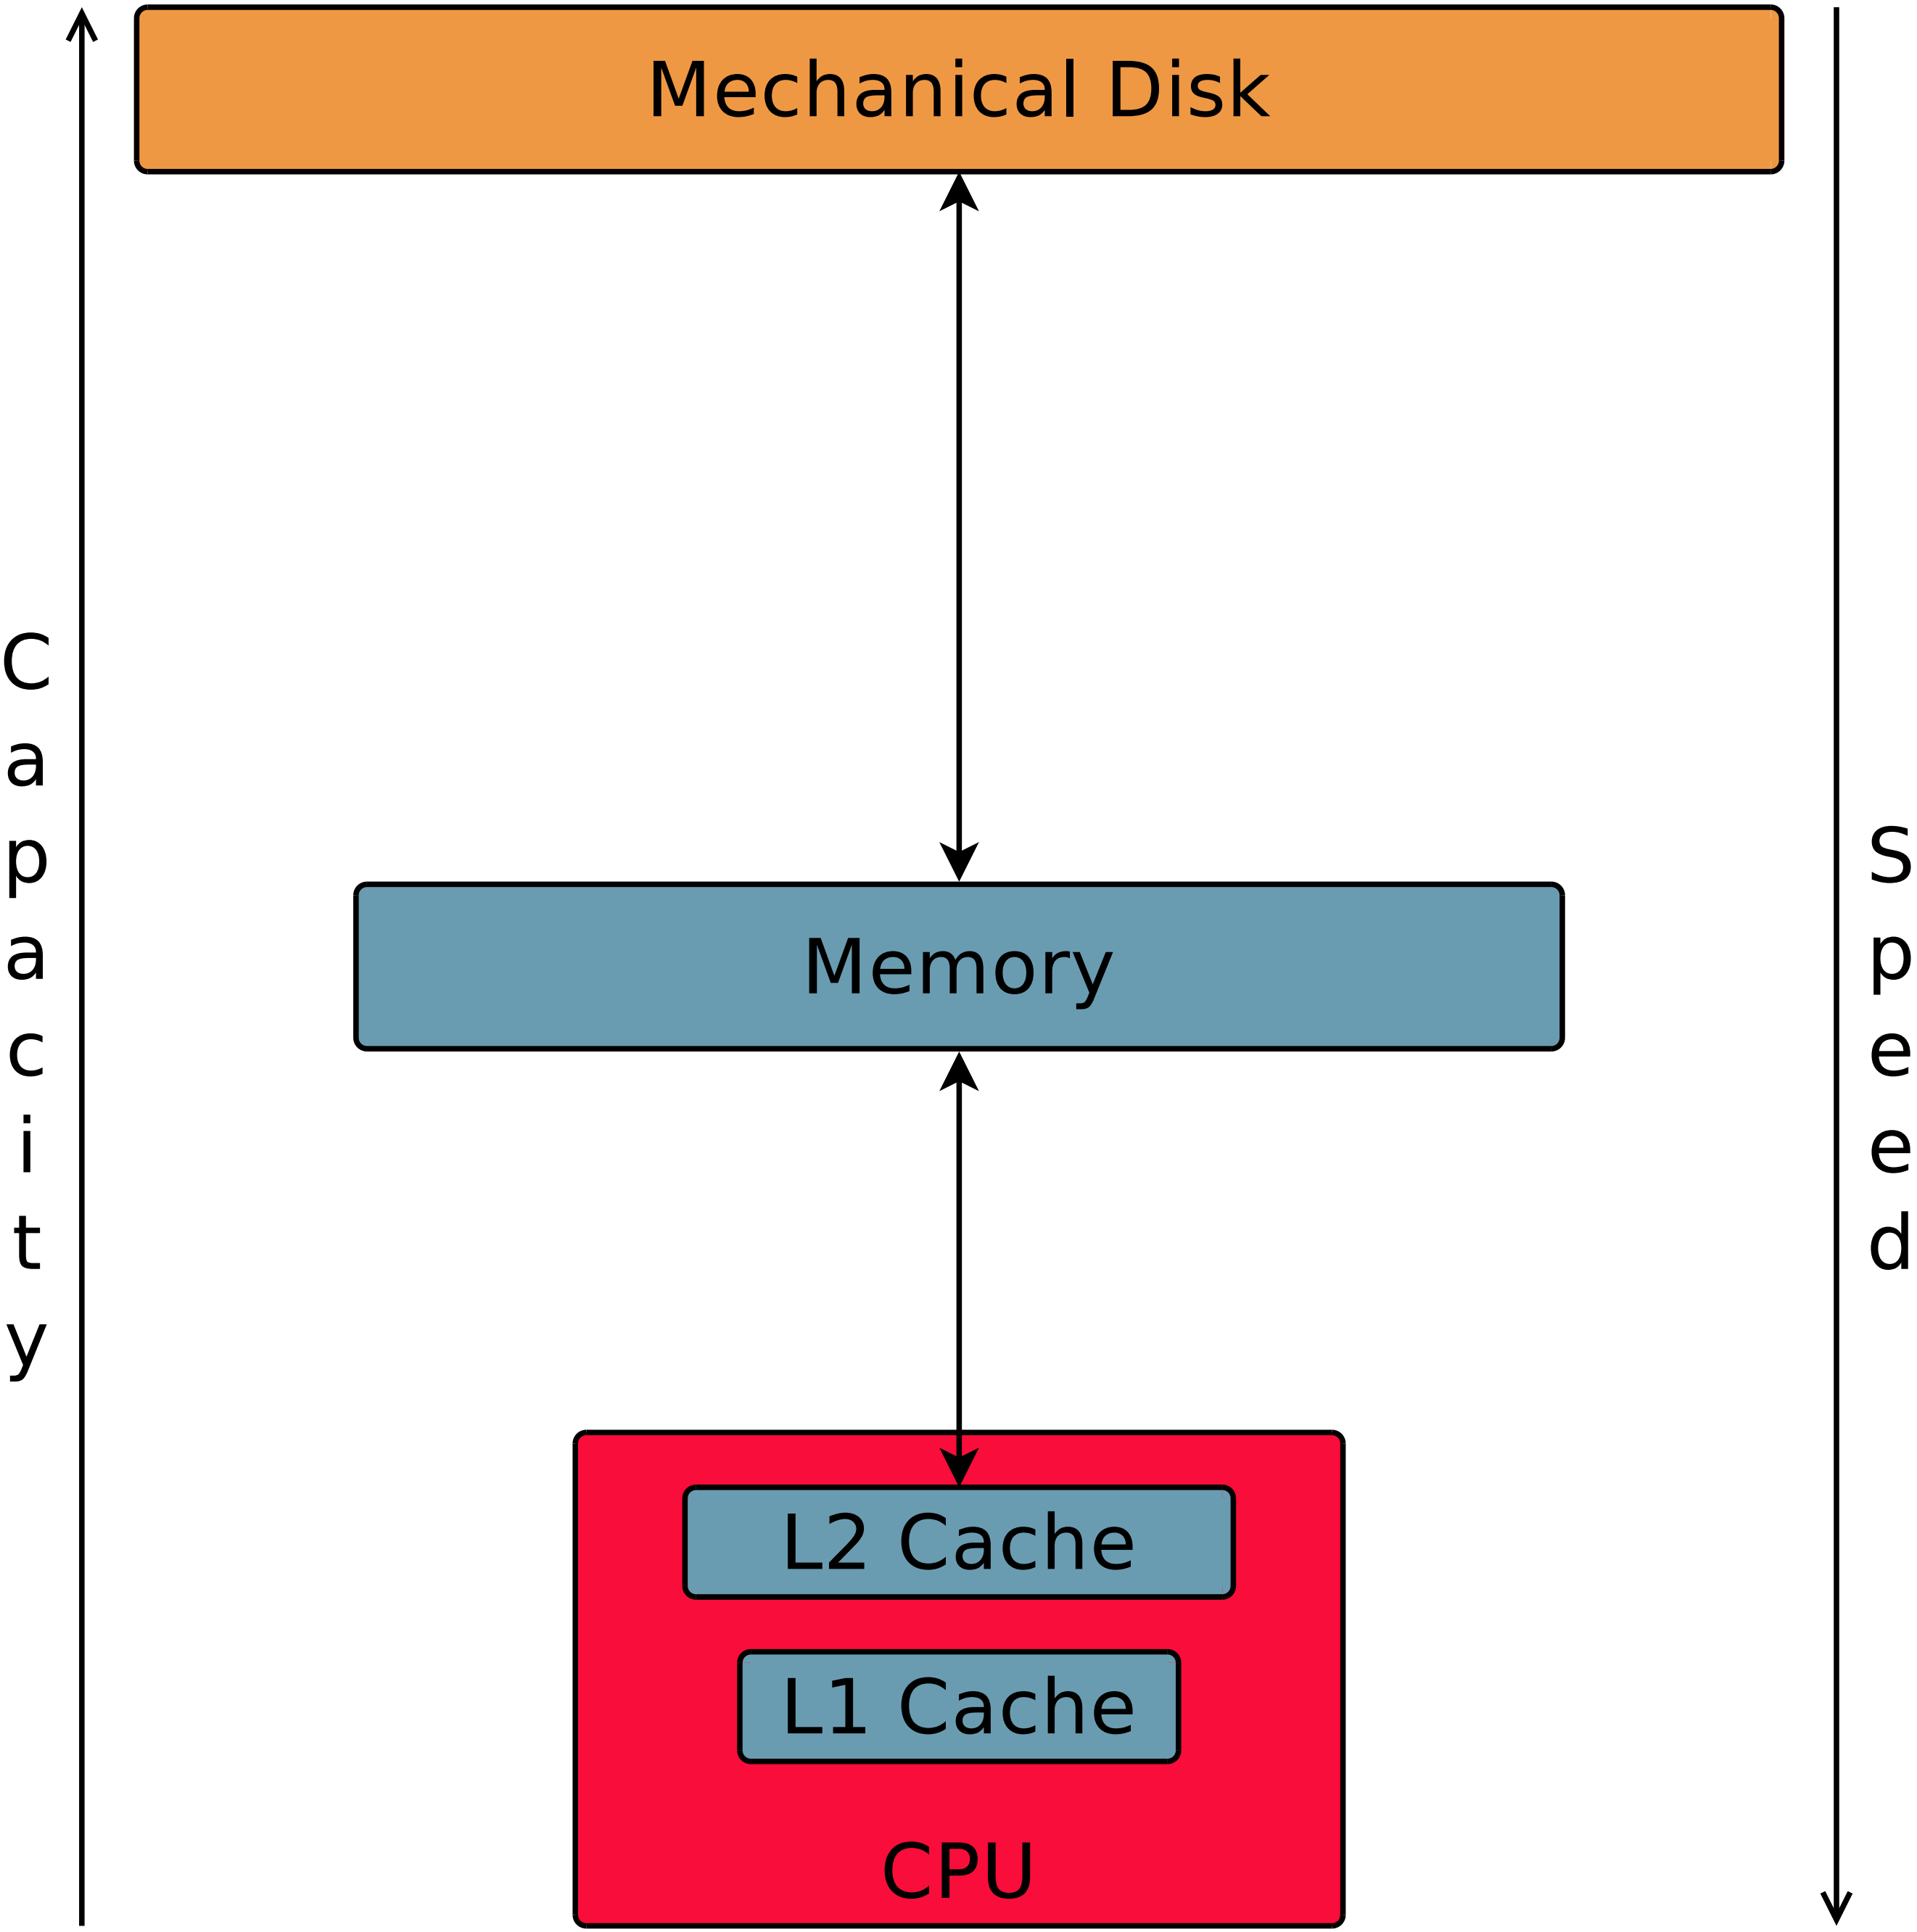 Mechanical Disk
Capacity
Speed
Memory
L2 Cache
L1 Cache
CPU